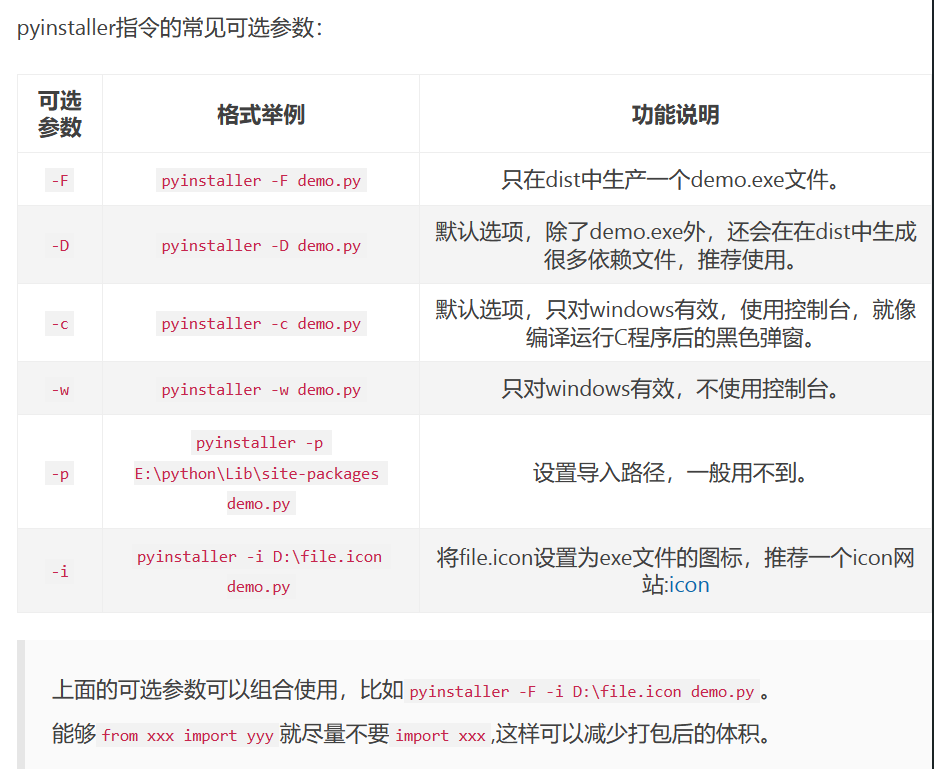 pyinstaller指令的常见可选参数：
可选
参数
格式举例
功能说明
-F
pyinstaller -F demo.py
只在dist中生产一个demo.exe文件。
-D
pyinstaller -D demo.py
默认选项，除了demo.exe外，还会在在dist中生成
很多依赖文件，推荐使用。
-c
pyinstaller -c demo.py
默认选项，只对windows有效，使用控制台，就像
编译运行C程序后的黑色弹窗。
-w
pyinstaller -w demo.py
只对windows有效，不使用控制台。
-p
pyinstaller -p
E:\python\Lib\site-packages
demo.py
设置导入路径，一般用不到。
-i
pyinstaller -i D:\file.icon
demo.py
将file.icon设置为exe文件的图标，推荐一个icon网
站:icon
上面的可选参数可以组合使用，比如 pyinstaller -F -i D:\file.icon demo.py 。
能够 from xxx import yyy 就尽量不要 import xxx ,这样可以减少打包后的体积。